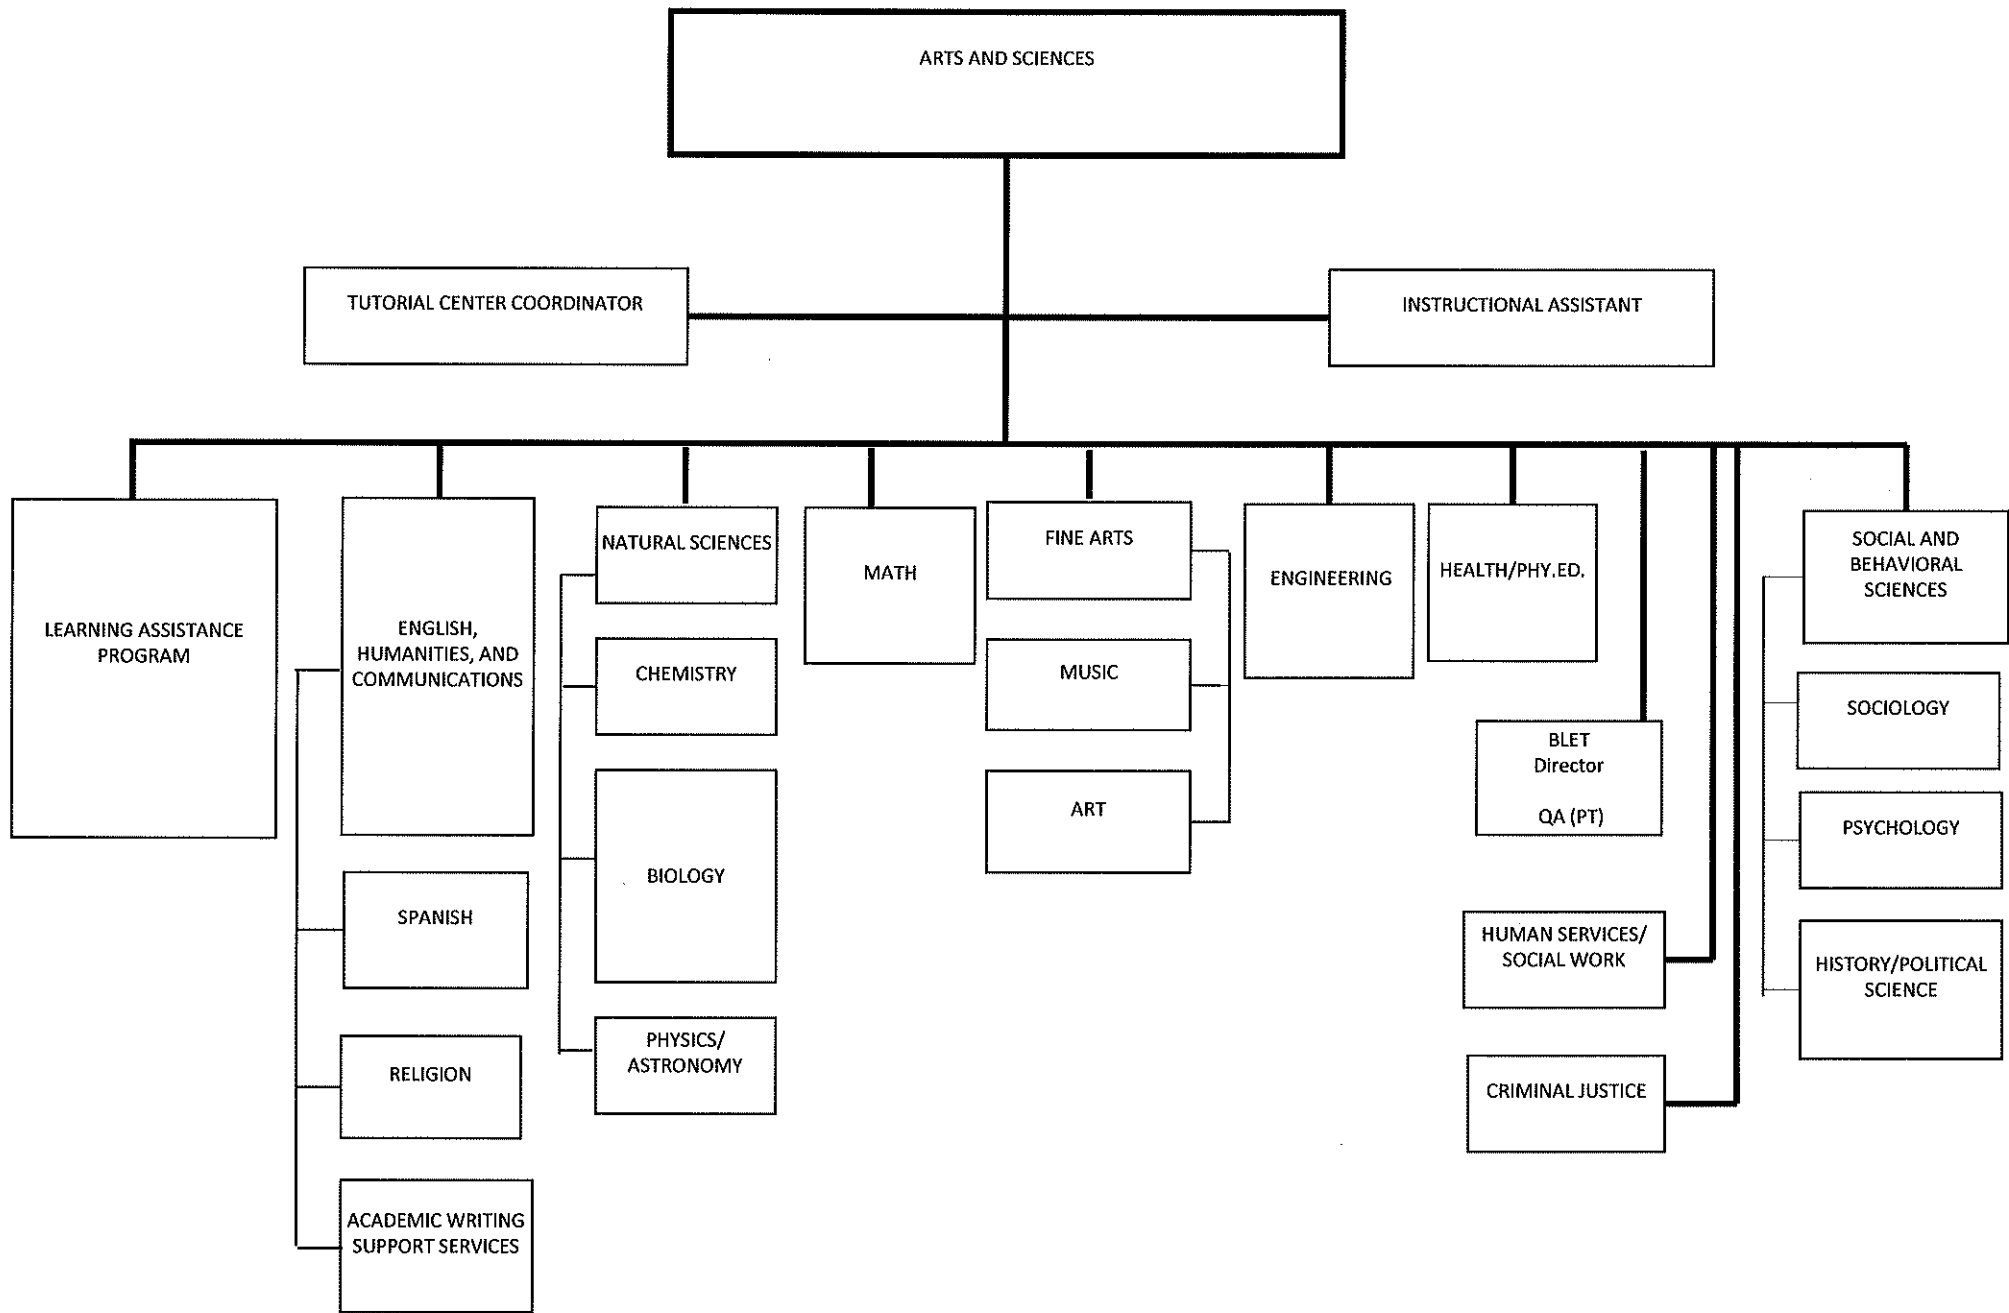 ARTS AND SCIENCES
TUTORIAL CENTER COORDINATOR
INSTRUCTIONAL ASSISTANT
LEARNING ASSISTANCE
PROGRAM
ENGLISH,
HUMANITIES, AND
COMMUNICATIONS
SPANISH
RELIGION
ACADEMIC WRITING
SUPPORT SERVICES
NATURAL SCIENCES
CHEMISTRY
BIOLOGY
PHYSICS/
ASTRONOMY
MATH
FINE ARTS
MUSIC
ART
ENGINEERING
HEALTH/PHY.ED.
BLET
Director
QA (PT)
HUMAN SERVICES/
SOCIAL WORK
CRIMINAL JUSTICE
SOCIAL AND
BEHAVIORAL
SCIENCES
SOCIOLOGY
PSYCHOLOGY
HISTORY/POLITICAL
SCIENCE